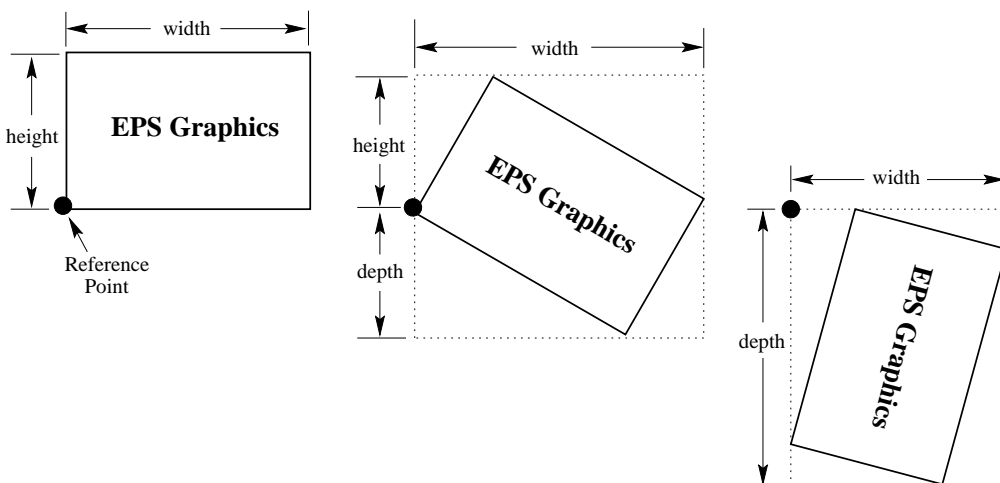 width
height
EPS Graphics
Reference
Point
width
height
depth
EPS Graphics
width
depth
EPS Graphics